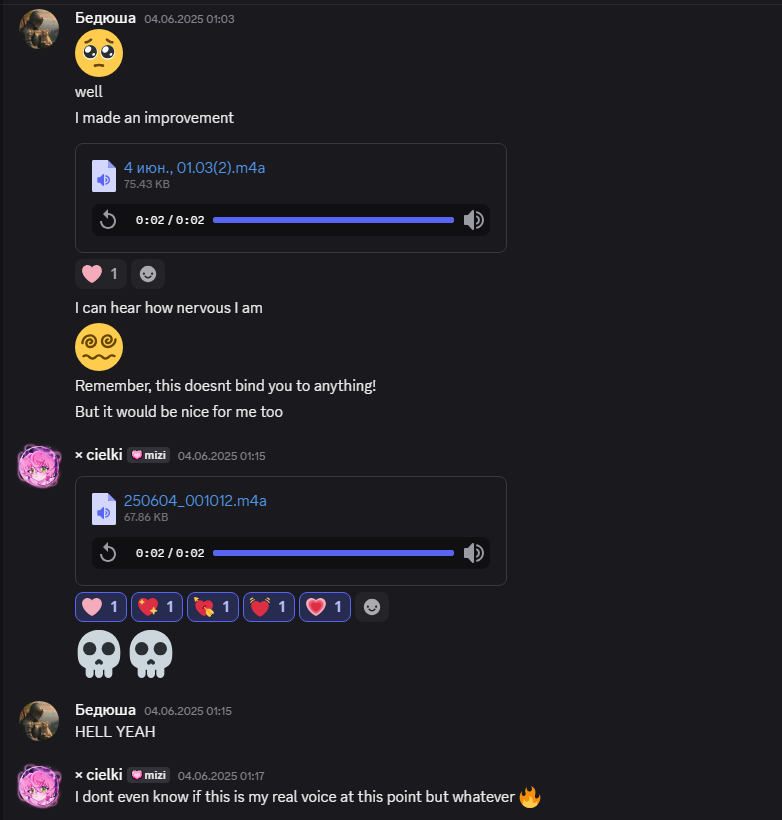 Бедюша 04.06.2025 01:03
well
I made an improvement
4 июн., 01.03(2).m4a
75.43 KB
0:02 / 0:02
1
I can hear how nervous I am
Remember, this doesnt bind you to anything!
But it would be nice for me too
× cielki mizi 04.06.2025 01:15
250604_001012.m4a
67.86 KB
0:02 / 0:02
1 1 1 1 1
Бедюша 04.06.2025 01:15
HELL YEAH
× cielki mizi 04.06.2025 01:17
I dont even know if this is my real voice at this point but whatever 🔥